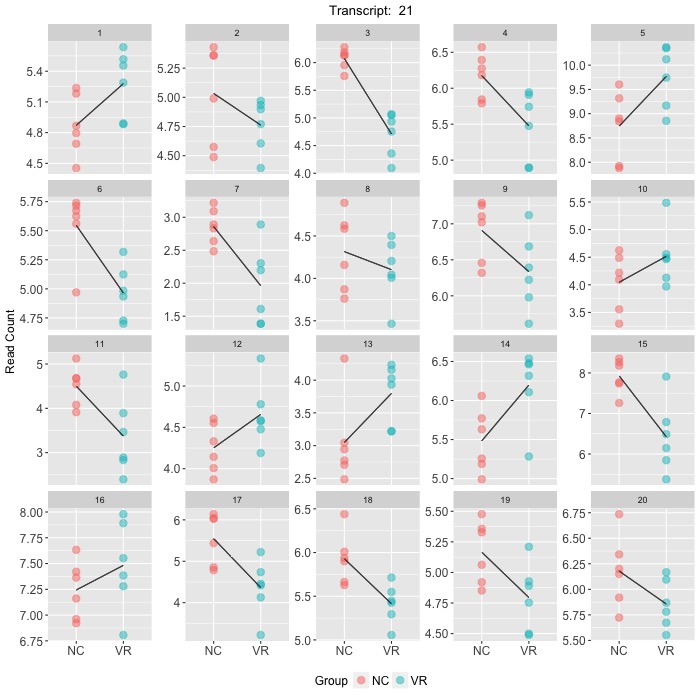 Transcript: 21
1 2 3 4 5
5.4 5.1 4.8 4.5
5.25 5.00 4.75 4.50
6.0 5.5 5.0 4.5 4.0
6.5 6.0 5.5 5.0
10.0 9.5 9.0 8.5 8.0
6 7 8 9 10
5.75 5.50 5.25 5.00 4.75
3.0 2.5 2.0 1.5
4.5 4.0 3.5
7.0 6.5 6.0
5.5 5.0 4.5 4.0 3.5
Read Count
11 12 13 14 15
5 4 3
5.0 4.5 4.0
4.0 3.5 3.0 2.5
6.5 6.0 5.5 5.0
8 7 6
16 17 18 19 20
8.00 7.75 7.50 7.25 7.00 6.75
6 5 4
6.5 6.0 5.5 5.0
5.50 5.25 5.00 4.75 4.50
6.75 6.50 6.25 6.00 5.75 5.50
NC VR NC VR NC VR NC VR NC VR
Group NC VR